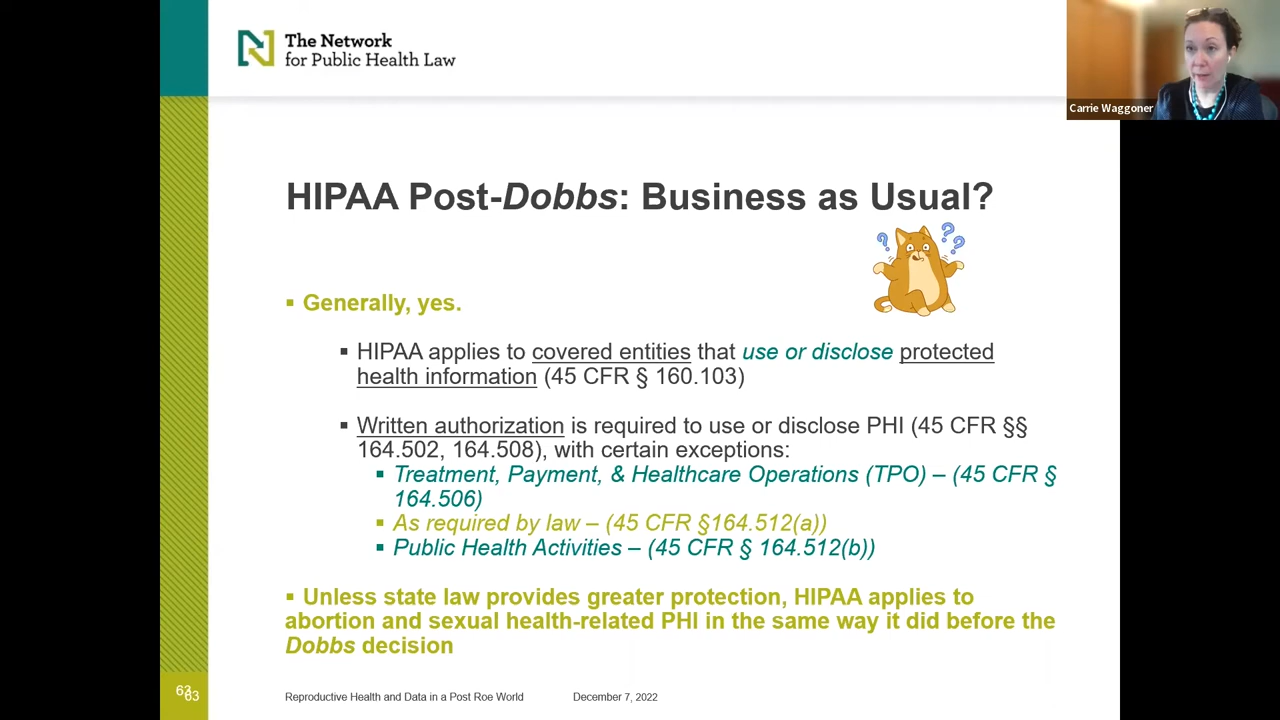 The Network
for Public Health Law
Carrie Waggoner
HIPAA Post-Dobbs: Business as Usual?
? ? ? ?
▪ Generally, yes.
▪ HIPAA applies to covered entities that use or disclose protected
health information (45 CFR § 160.103)
▪ Written authorization is required to use or disclose PHI (45 CFR §§
164.502, 164.508), with certain exceptions:
▪ Treatment, Payment, & Healthcare Operations (TPO) – (45 CFR §
164.506)
▪ As required by law – (45 CFR §164.512(a))
▪ Public Health Activities – (45 CFR § 164.512(b))
▪ Unless state law provides greater protection, HIPAA applies to
abortion and sexual health-related PHI in the same way it did before the
Dobbs decision
63 63
Reproductive Health and Data in a Post Roe World December 7, 2022